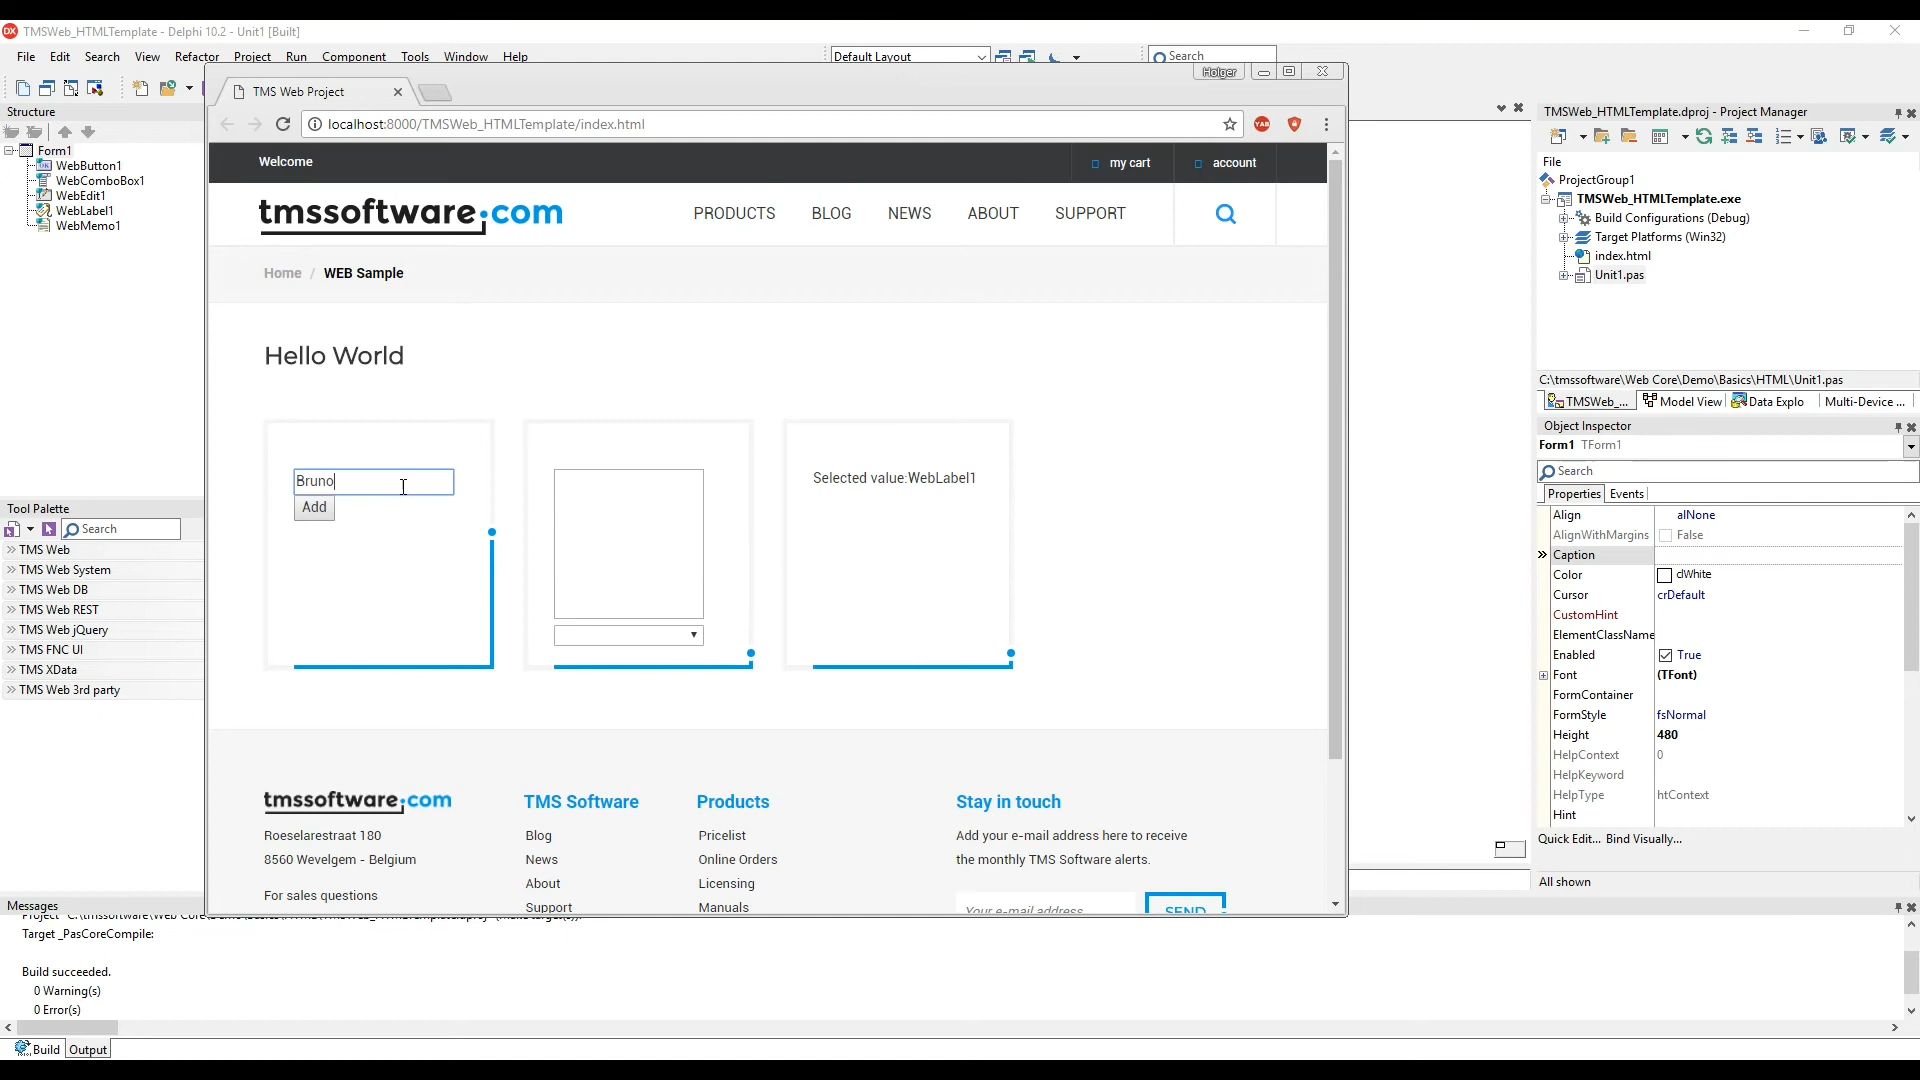 TMSWeb_HTMLTemplate - Delphi 10.2 - Unit1 [Built]
File Edit Search View Refactor Project Run Component Tools Window Help
Default Layout
Search
Structure
Form1
WebButton1
WebComboBox1
WebEdit1
WebLabel1
WebMemo1
Tool Palette
Search
TMS Web
TMS Web System
TMS Web DB
TMS Web REST
TMS Web jQuery
TMS FNC UI
TMS XData
TMS Web 3rd party
Holger
TMS Web Project
localhost:8000/TMSWeb_HTMLTemplate/index.html
Welcome
my cart
account
tmssoftware.com
PRODUCTS BLOG NEWS ABOUT SUPPORT
Home / WEB Sample
Hello World
Bruno
Add
Selected value:WebLabel1
tmssoftware.com
Roeselarestraat 180
8560 Wevelgem - Belgium
For sales questions
TMS Software
Blog
News
About
Support
Products
Pricelist
Online Orders
Licensing
Manuals
Stay in touch
Add your e-mail address here to receive
the monthly TMS Software alerts.
Your e-mail address
SEND
TMSWeb_HTMLTemplate.dproj - Project Manager
File
ProjectGroup1
TMSWeb_HTMLTemplate.exe
Build Configurations (Debug)
Target Platforms (Win32)
index.html
Unit1.pas
C:\tmssoftware\Web Core\Demo\Basics\HTML\Unit1.pas
TMSWeb_... Model View Data Explo Multi-Device ...
Object Inspector
Form1 TForm1
Search
Properties Events
Align alNone
AlignWithMargins False
Caption
Color clWhite
Cursor crDefault
CustomHint
ElementClassName
Enabled True
Font (TFont)
FormContainer
FormStyle fsNormal
Height 480
HelpContext 0
HelpKeyword
HelpType htContext
Hint
Quick Edit... Bind Visually...
All shown
Messages
Target _PasCoreCompile:
Build succeeded.
0 Warning(s)
0 Error(s)
Build Output